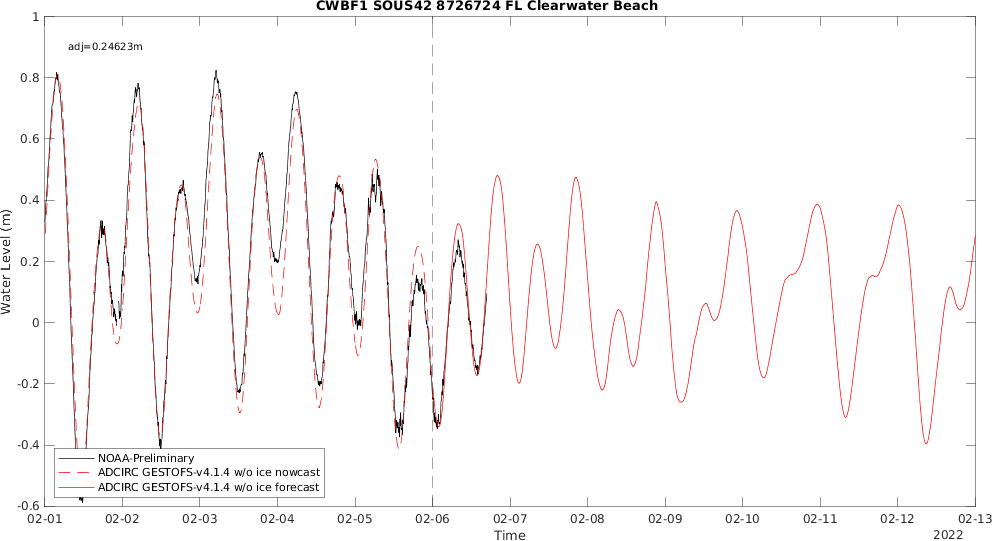 CWBF1 SOUS42 8726724 FL Clearwater Beach
adj=0.24623m
Water Level (m)
1
0.8
0.6
0.4
0.2
0
-0.2
-0.4
-0.6
NOAA-Preliminary
ADCIRC GESTOFS-v4.1.4 w/o ice nowcast
ADCIRC GESTOFS-v4.1.4 w/o ice forecast
02-01 02-02 02-03 02-04 02-05 02-06 02-07 02-08 02-09 02-10 02-11 02-12 02-13
Time
2022